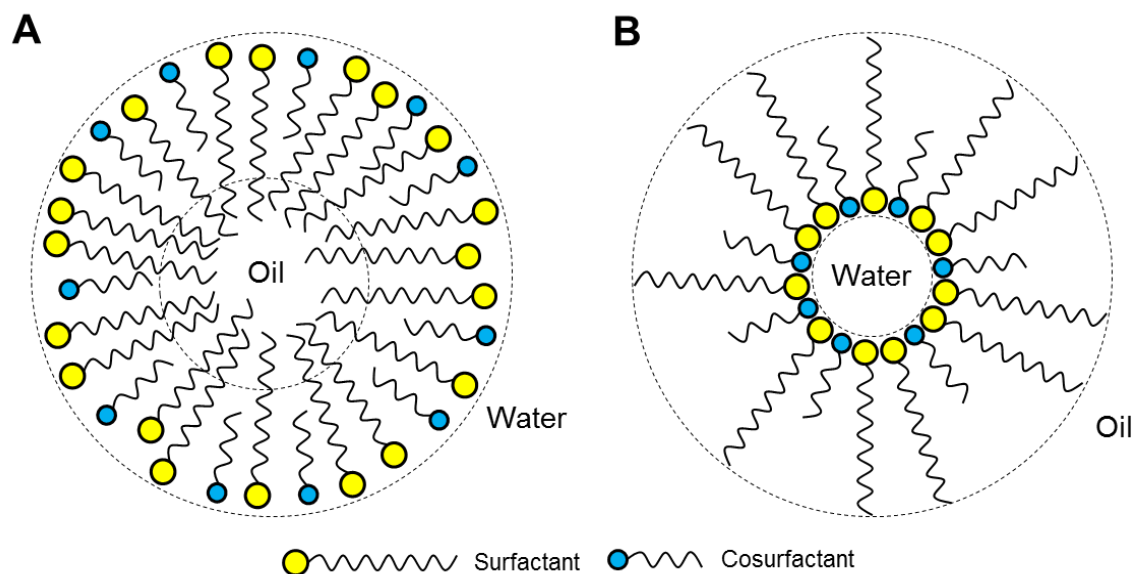 A
B
Oil
Water
Water
Oil
Surfactant
Cosurfactant